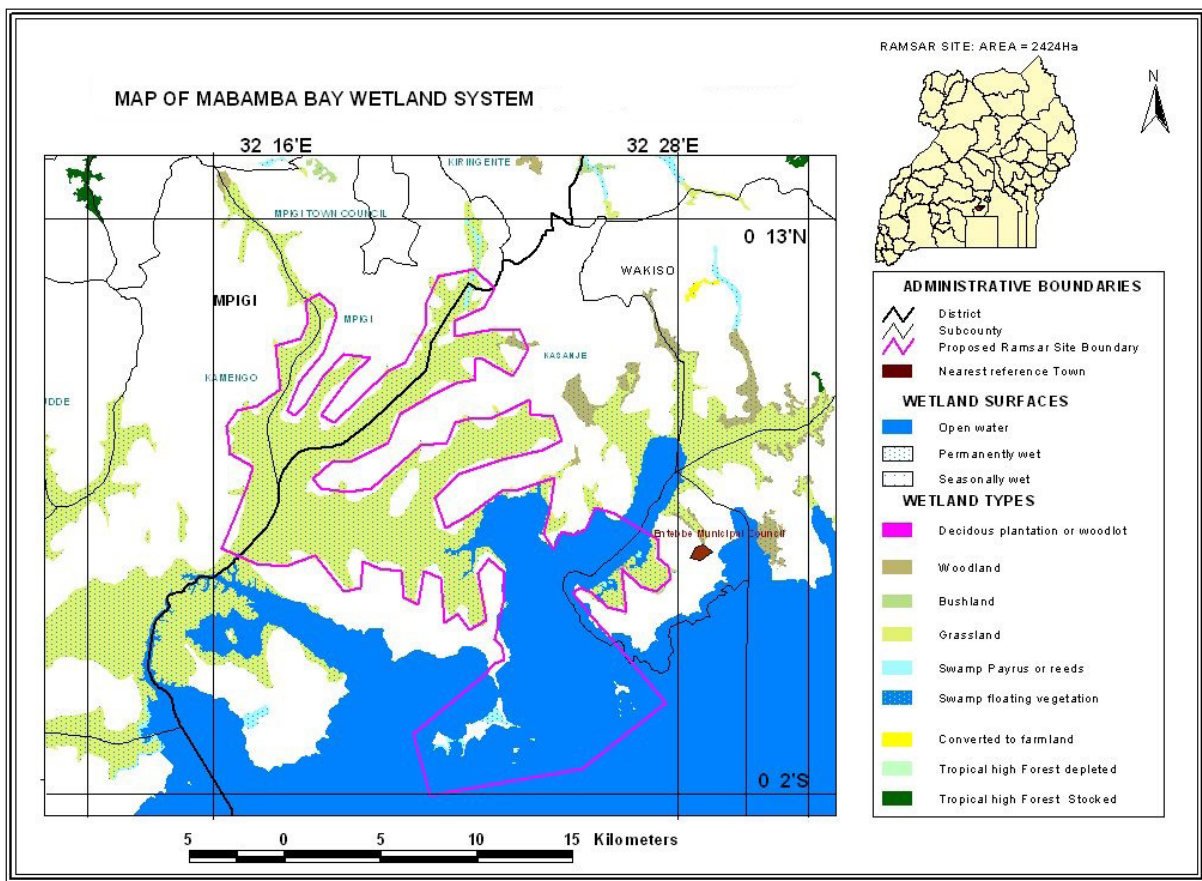 RAMSAR SITE: AREA = 2424Ha
MAP OF MABAMBA BAY WETLAND SYSTEM
N
32 16'E
32 28'E
KIRINGENTE
MPIGI TOWN COUNCIL
0 13'N
WAKISO
MPIGI
MPIGI
KASANJE
KAMENGO
UDDE
Entebbe Municipal Council
0 2'S
5 0 5 10 15 Kilometers
ADMINISTRATIVE BOUNDARIES
District
Subcounty
Proposed Ramsar Site Boundary
Nearest reference Town
WETLAND SURFACES
Open water
Permanently wet
Seasonally wet
WETLAND TYPES
Decidous plantation or woodlot
Woodland
Bushland
Grassland
Swamp Payrus or reeds
Swamp floating vegetation
Converted to farmland
Tropical high Forest depleted
Tropical high Forest Stocked